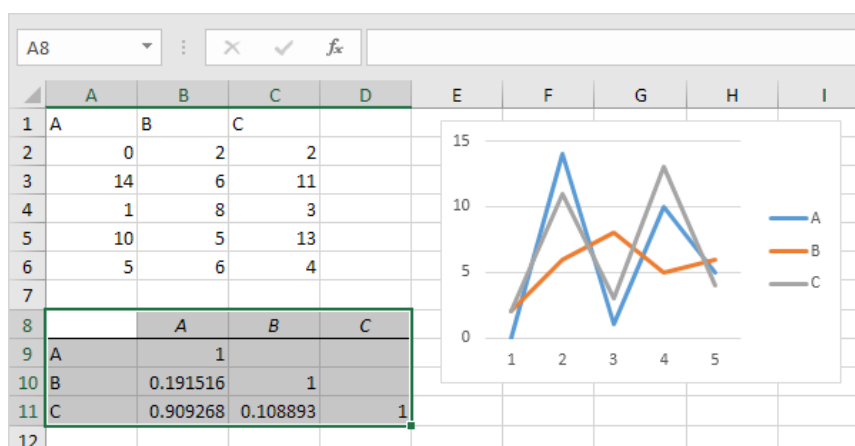 A8 fx
A B C D E F G H I
1 A B C
2 0 2 2
3 14 6 11
4 1 8 3
5 10 5 13
6 5 6 4
7
8 A B C
9 A 1
10 B 0.191516 1
11 C 0.909268 0.108893 1
12
15
10
5
0
1 2 3 4 5
A
B
C